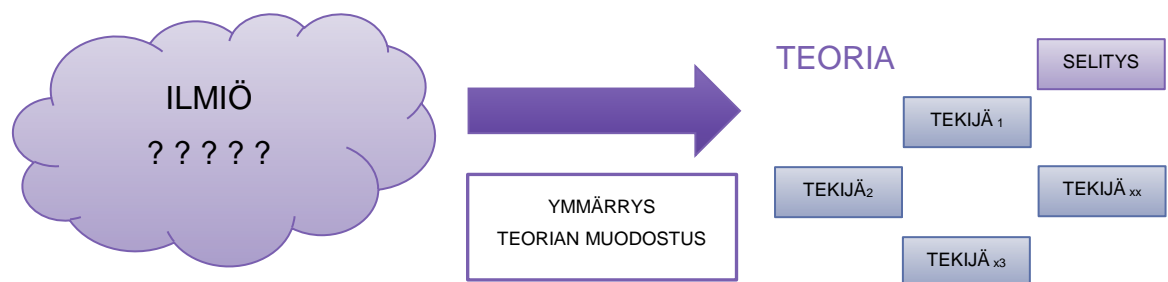 ILMIÖ
? ? ? ? ?
YMMÄRRYS
TEORIAN MUODOSTUS
TEORIA
SELITYS
TEKIJÄ 1
TEKIJÄ2
TEKIJÄ xx
TEKIJÄ x3